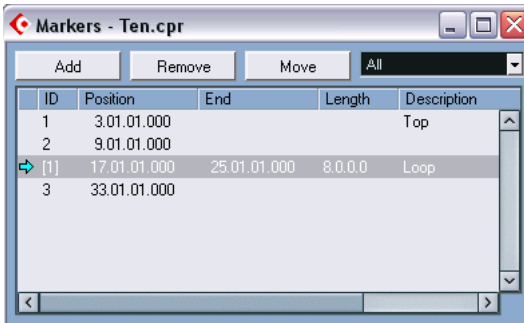 Markers - Ten.cpr
Add Remove Move All
ID Position End Length Description
1 3.01.01.000 Top
2 9.01.01.000
[1] 17.01.01.000 25.01.01.000 8.0.0.0 Loop
3 33.01.01.000